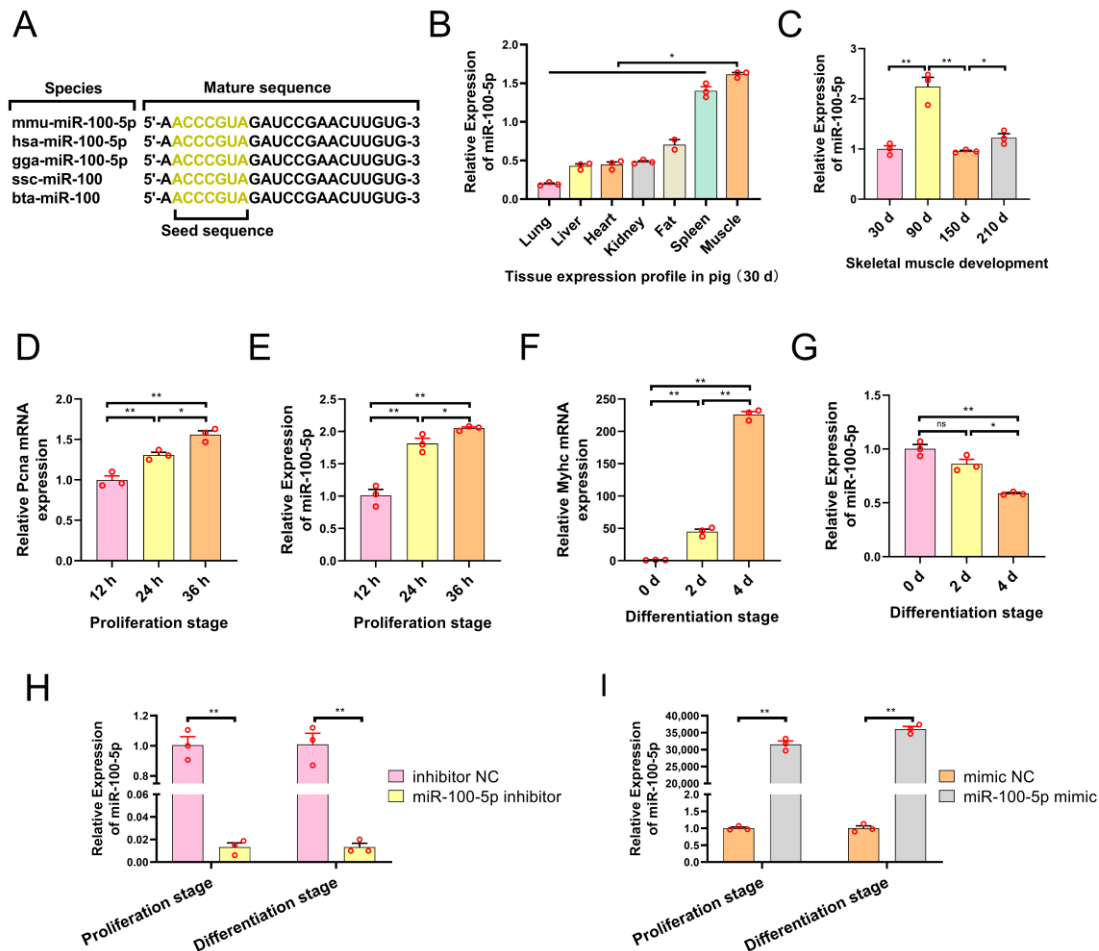 A
Species Mature sequence
mmu-miR-100-5p 5'-AACCCGUAGAUCCGAACUUGUG-3
hsa-miR-100-5p 5'-AACCCGUAGAUCCGAACUUGUG-3
gga-miR-100-5p 5'-AACCCGUAGAUCCGAACUUGUG-3
ssc-miR-100 5'-AACCCGUAGAUCCGAACUUGUG-3
bta-miR-100 5'-AACCCGUAGAUCCGAACUUGUG-3
Seed sequence
B
Relative Expression
of miR-100-5p
2.0
1.5
1.0
0.5
0.0
*
Lung
Liver
Heart
Kidney
Fat
Spleen
Muscle
Tissue expression profile in pig（30 d）
C
Relative Expression
of miR-100-5p
3
2
1
0
** ** *
30 d
90 d
150 d
210 d
Skeletal muscle development
D
Relative Pcna mRNA
expression
2.0
1.5
1.0
0.5
0.0
**
** *
12 h
24 h
36 h
Proliferation stage
E
Relative Expression
of miR-100-5p
2.5
2.0
1.5
1.0
0.5
0.0
**
** *
12 h
24 h
36 h
Proliferation stage
F
Relative Myhc mRNA
expression
250
200
150
100
50
0
**
** **
0 d
2 d
4 d
Differentiation stage
G
Relative Expression
of miR-100-5p
1.5
1.0
0.5
0.0
**
ns *
0 d
2 d
4 d
Differentiation stage
H
Relative Expression
of miR-100-5p
1.2
1.0
0.8
0.06
0.04
0.02
0.00
** **
Proliferation stage
Differentiation stage
inhibitor NC
miR-100-5p inhibitor
I
Relative Expression
of miR-100-5p
40,000
35,000
30,000
25,000
20,000
2.0
1.5
1.0
0.5
0.0
** **
Proliferation stage
Differentiation stage
mimic NC
miR-100-5p mimic